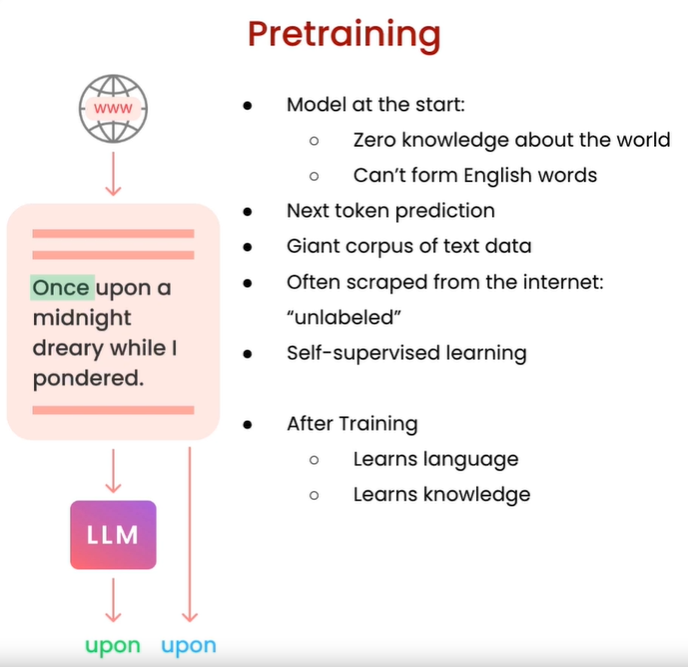 Pretraining
www
Once upon a
midnight
dreary while I
pondered.
LLM
upon upon
● Model at the start:
○ Zero knowledge about the world
○ Can't form English words
● Next token prediction
● Giant corpus of text data
● Often scraped from the internet:
“unlabeled”
● Self-supervised learning
● After Training
○ Learns language
○ Learns knowledge